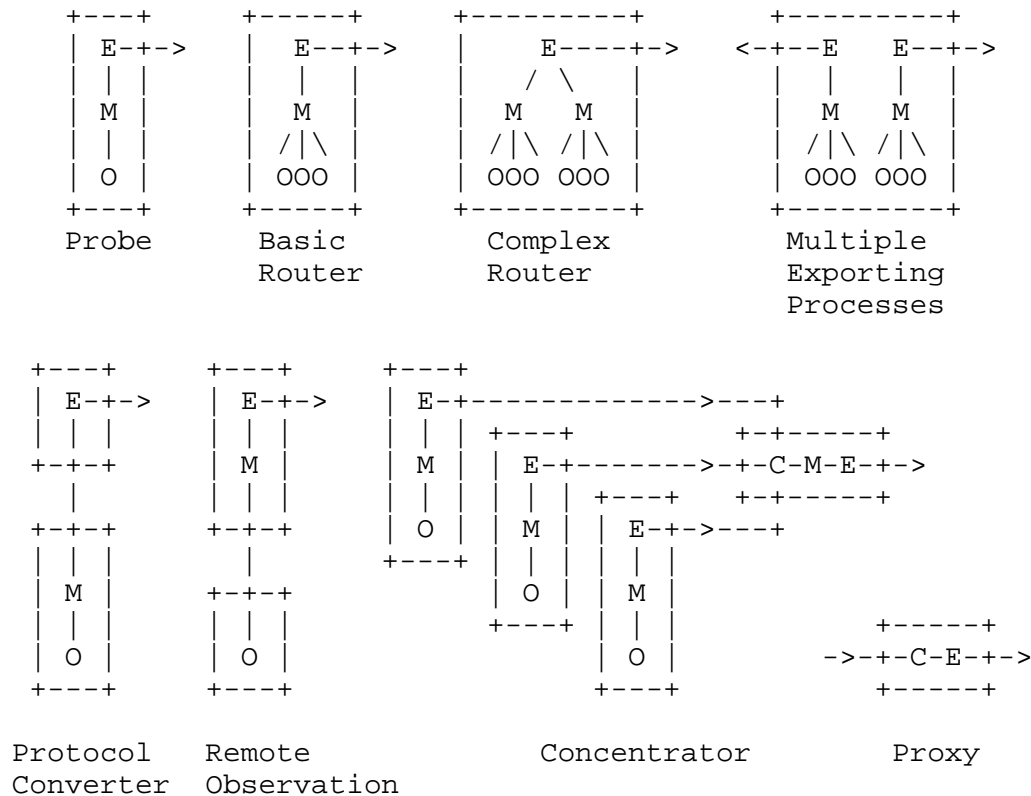 +---+     +-----+     +---------+       +---------+
| E-+->   |  E--+->   |    E----+->   <-+--E   E--+->
| | |     |  |  |     |   / \   |       |  |   |  |
| M |     |  M  |     |  M   M  |       |  M   M  |
| | |     | /|\ |     | /|\ /|\ |       | /|\ /|\ |
| O |     | OOO |     | OOO OOO |       | OOO OOO |
+---+     +-----+     +---------+       +---------+
Probe      Basic        Complex          Multiple
           Router       Router           Exporting
                                         Processes
+---+     +---+     +---+
| E-+->   | E-+->   | E-+------------->---+
| | |     | | |     | | | +---+         +-+-----+
+-+-+     | M |     | M | | E-+------->-+-C-M-E-+->
  |       | | |     | | | | | | +---+   +-+-----+
+-+-+     +-+-+     | O | | M | | E-+->---+
| | |       |       +---+ | | | | | |
| M |     +-+-+           | O | | M |
| | |     | | |           +---+ | | |           +-----+
| O |     | O |                 | O |        ->-+-C-E-+->
+---+     +---+                 +---+           +-----+
Protocol   Remote             Concentrator       Proxy
Converter  Observation